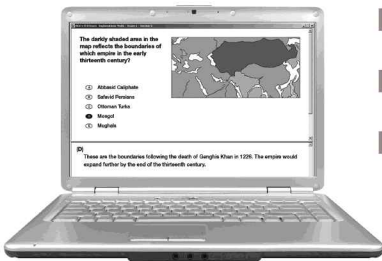 The darkly shaded area in the
map reflects the boundaries of
which empire in the early
thirteenth century?
A Abbasid Caliphate
B Safavid Persians
C Ottoman Turks
Mongol
E Mughals
(D)
These are the boundaries following the death of Genghis Khan in 1226. The empire would
expand further by the end of the thirteenth century.